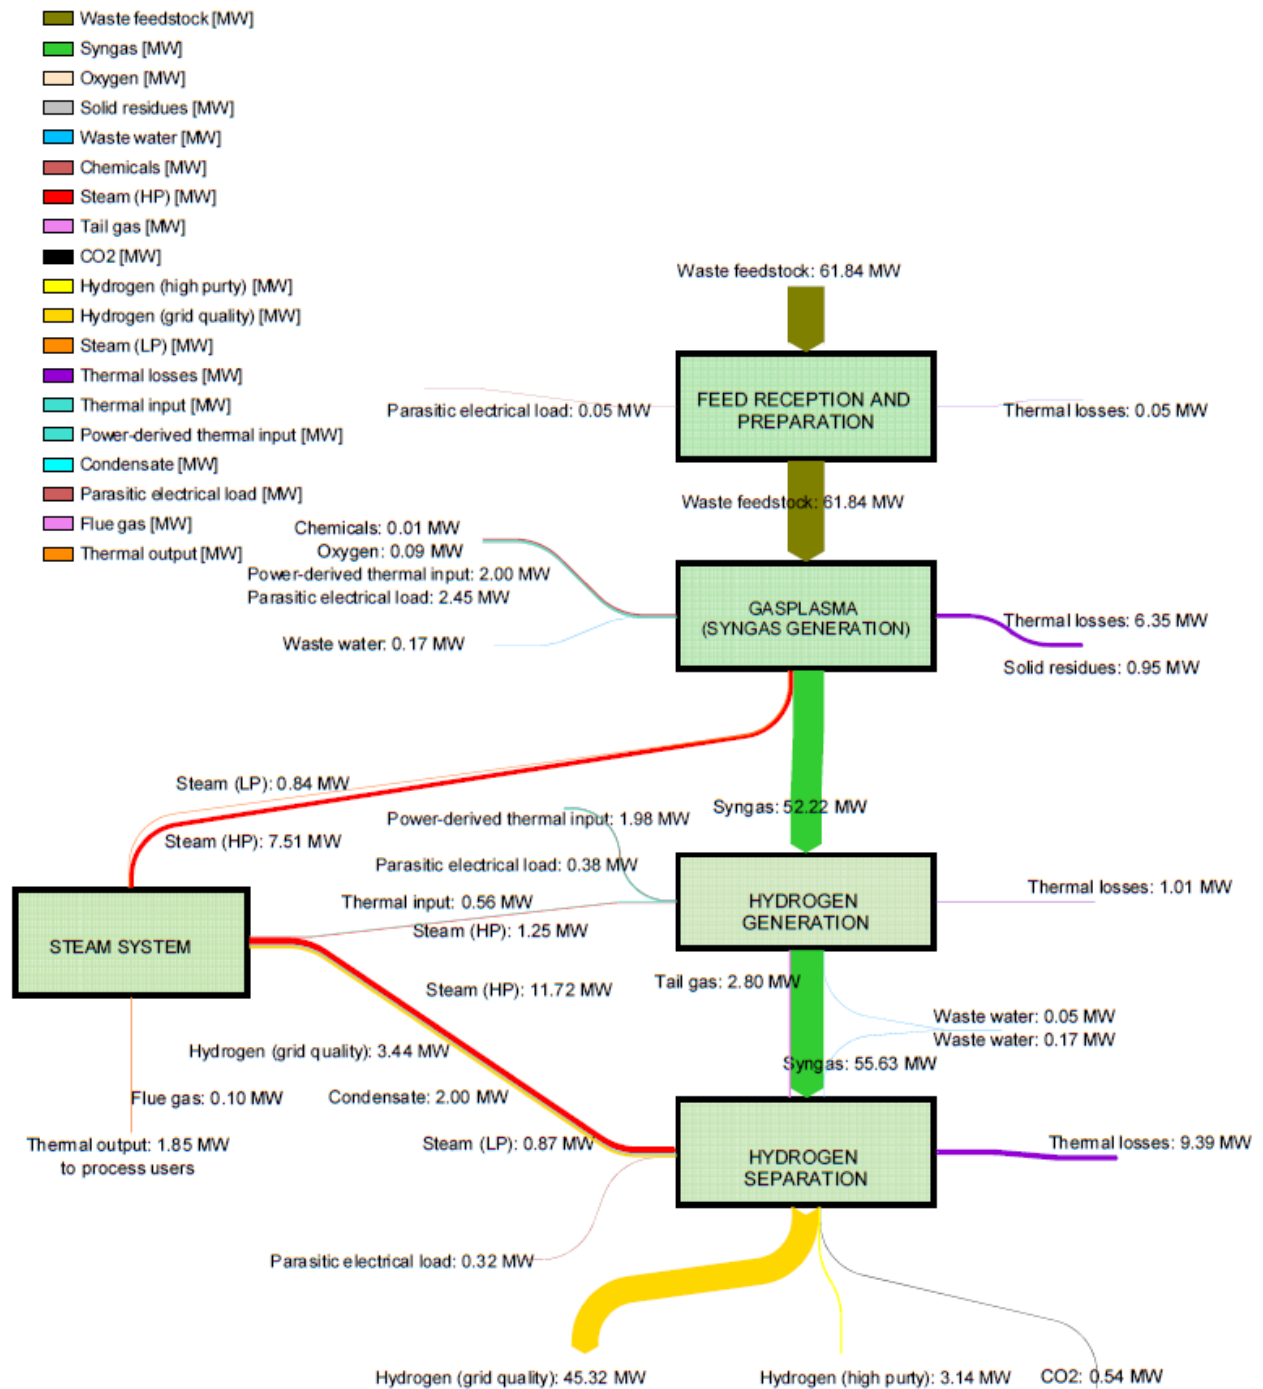 Waste feedstock [MW]
Syngas [MW]
Oxygen [MW]
Solid residues [MW]
Waste water [MW]
Chemicals [MW]
Steam (HP) [MW]
Tail gas [MW]
CO2 [MW]
Hydrogen (high purty) [MW]
Hydrogen (grid quality) [MW]
Steam (LP) [MW]
Thermal losses [MW]
Thermal input [MW]
Power-derived thermal input [MW]
Condensate [MW]
Parasitic electrical load [MW]
Flue gas [MW]
Thermal output [MW]
Waste feedstock: 61.84 MW
FEED RECEPTION AND
PREPARATION
Parasitic electrical load: 0.05 MW
Thermal losses: 0.05 MW
Waste feedstock: 61.84 MW
Chemicals: 0.01 MW
Oxygen: 0.09 MW
Power-derived thermal input: 2.00 MW
Parasitic electrical load: 2.45 MW
Waste water: 0.17 MW
GASPLASMA
(SYNGAS GENERATION)
Thermal losses: 6.35 MW
Solid residues: 0.95 MW
Steam (LP): 0.84 MW
Steam (HP): 7.51 MW
Syngas: 52.22 MW
Power-derived thermal input: 1.98 MW
Parasitic electrical load: 0.38 MW
Thermal input: 0.56 MW
Steam (HP): 1.25 MW
HYDROGEN
GENERATION
Thermal losses: 1.01 MW
STEAM SYSTEM
Steam (HP): 11.72 MW
Tail gas: 2.80 MW
Waste water: 0.05 MW
Waste water: 0.17 MW
Syngas: 55.63 MW
Hydrogen (grid quality): 3.44 MW
Flue gas: 0.10 MW
Condensate: 2.00 MW
Thermal output: 1.85 MW
to process users
Steam (LP): 0.87 MW
HYDROGEN
SEPARATION
Thermal losses: 9.39 MW
Parasitic electrical load: 0.32 MW
Hydrogen (grid quality): 45.32 MW
Hydrogen (high purty): 3.14 MW
CO2: 0.54 MW